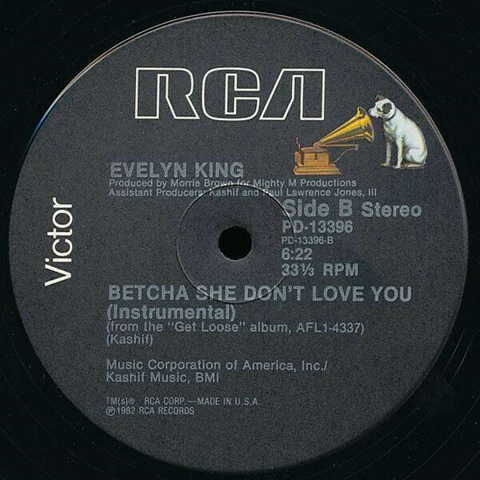 RCA
Victor
EVELYN KING
Produced by Morrie Brown for Mighty M Productions
Assistant Producers: Kashif and Paul Lawrence Jones, III
Side B Stereo
PD-13396
PD-13396-B
6:22
33⅓ RPM
BETCHA SHE DON'T LOVE YOU
(Instrumental)
(from the "Get Loose" album, AFL1-4337)
(Kashif)
Music Corporation of America, Inc./
Kashif Music, BMI
TM(s)® RCA CORP.—MADE IN U.S.A.
℗1982 RCA RECORDS